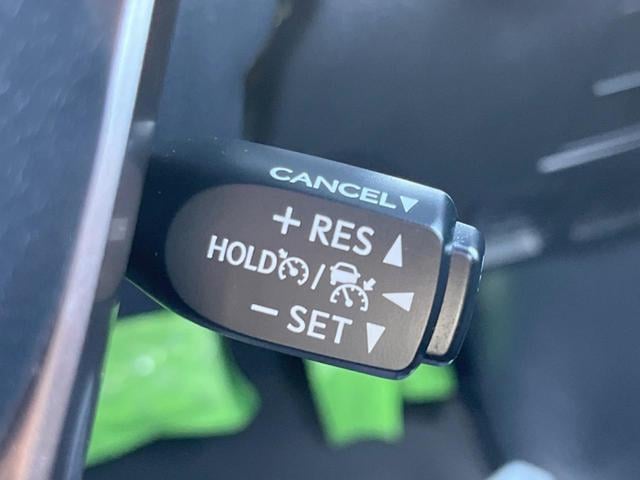 CANCEL▼
+ RES ▲
HOLD / ◀
− SET ▼